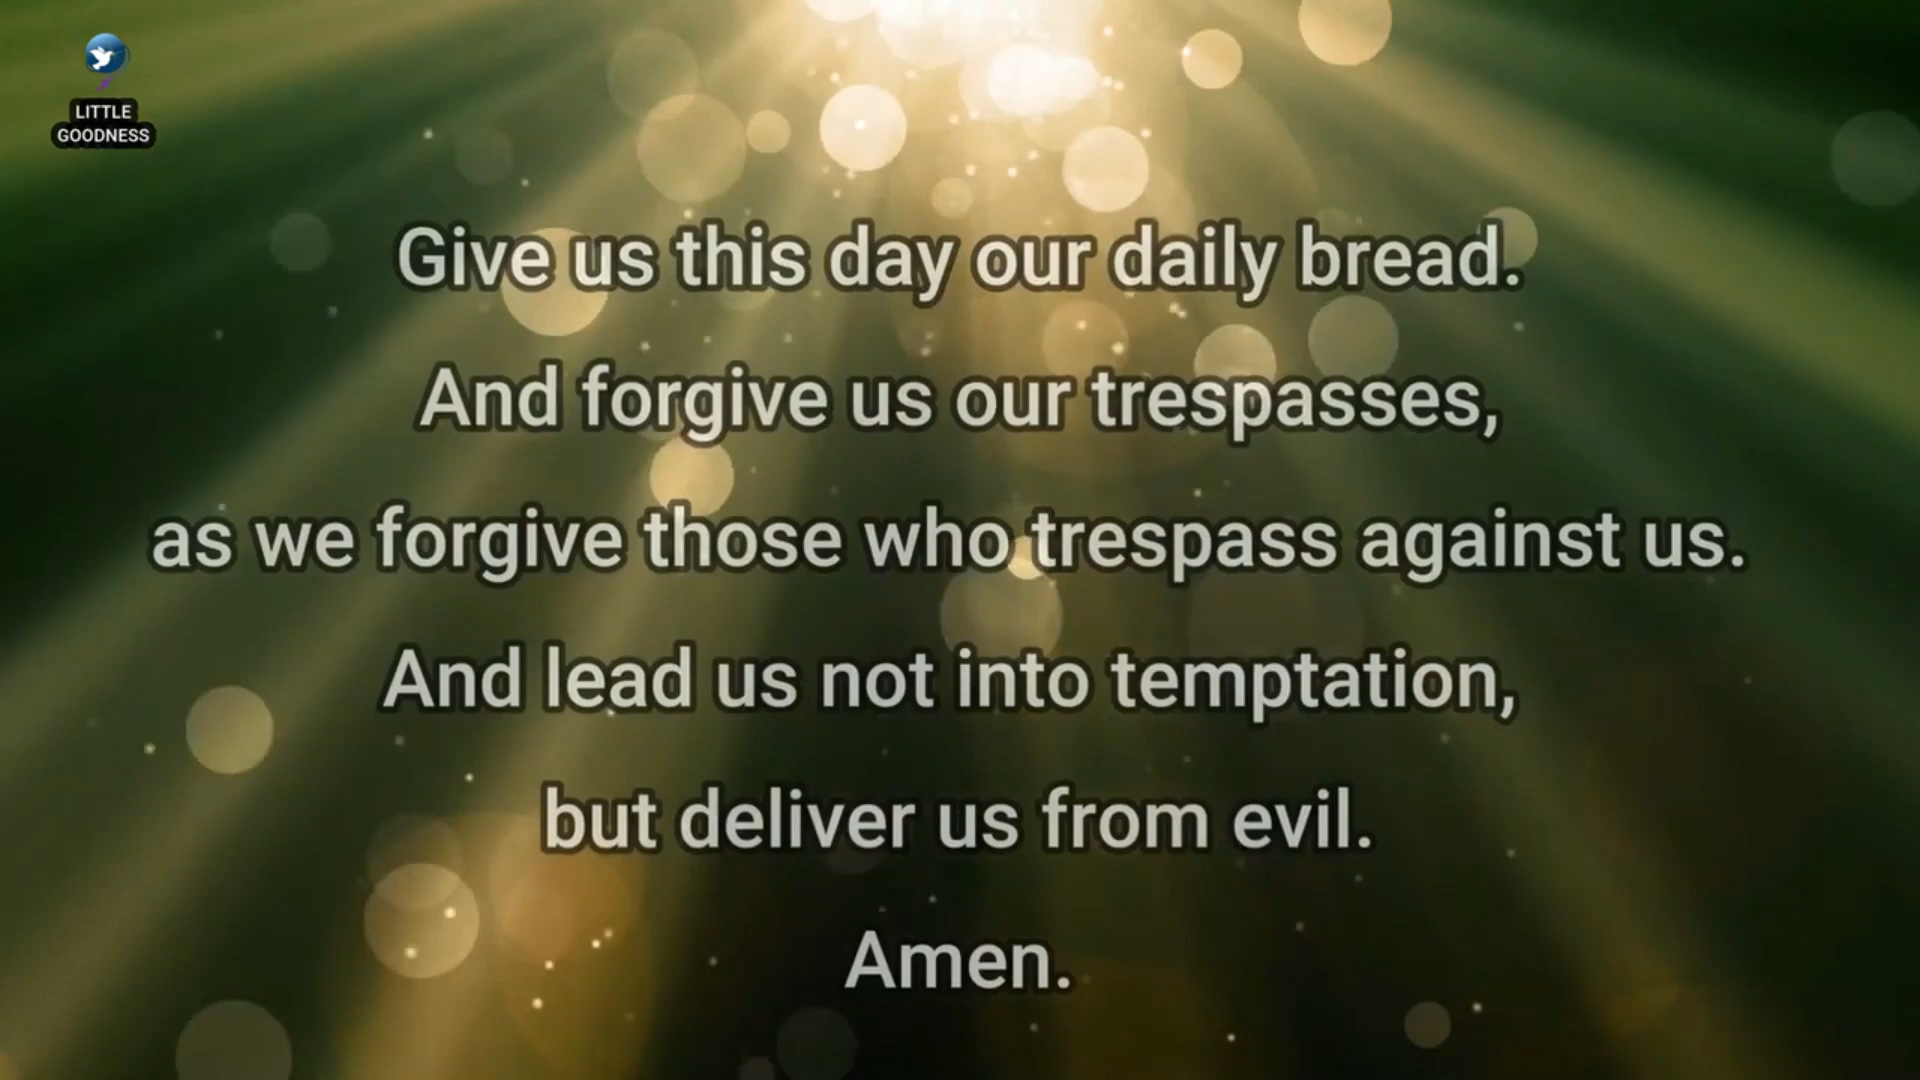 LITTLE
GOODNESS
Give us this day our daily bread.
And forgive us our trespasses,
as we forgive those who trespass against us.
And lead us not into temptation,
but deliver us from evil.
Amen.